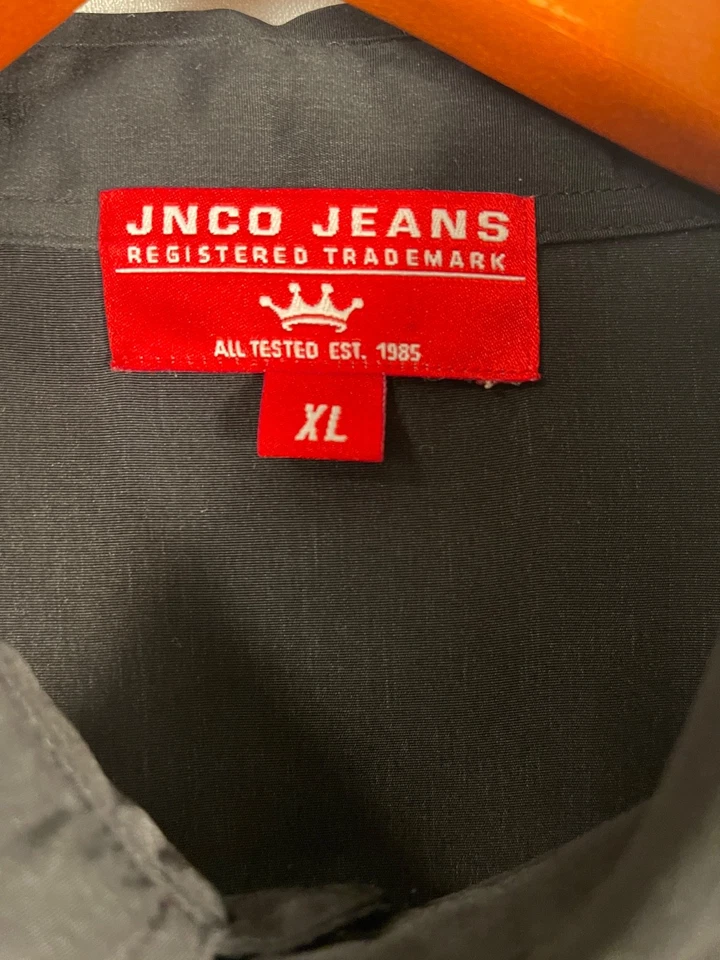 JNCO JEANS
REGISTERED TRADEMARK
ALL TESTED EST. 1985
XL